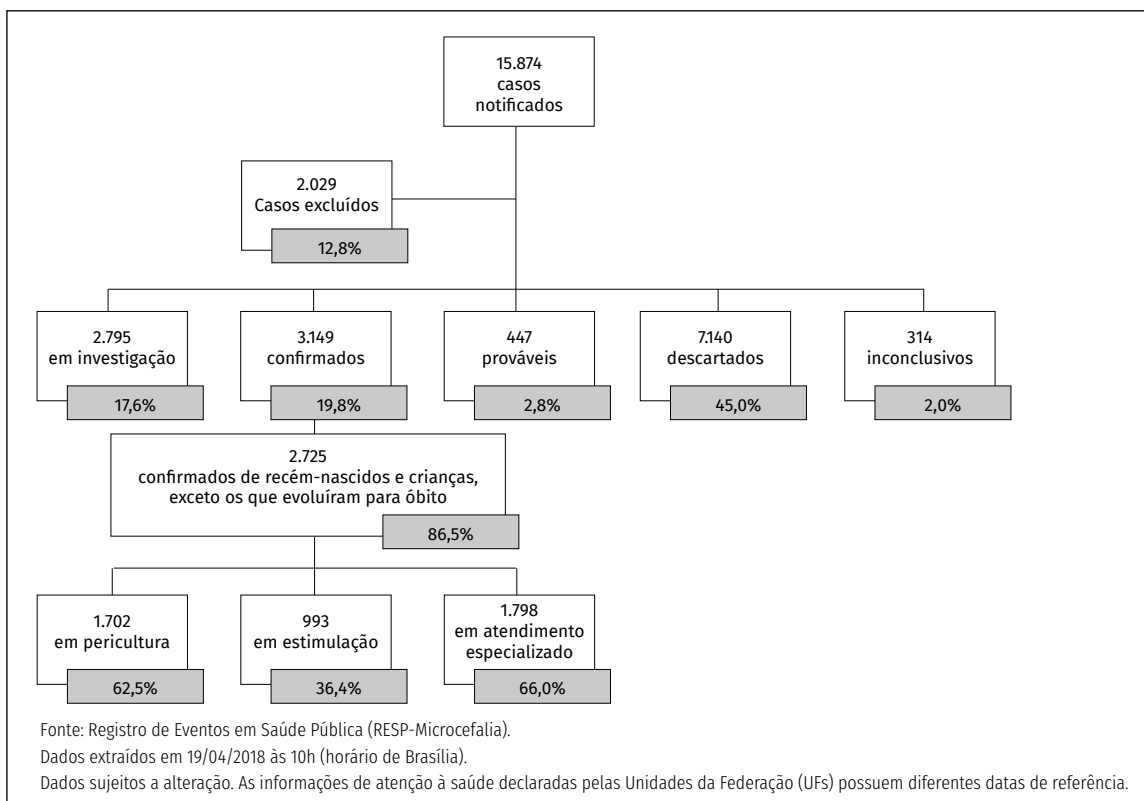 15.874
casos
notificados
2.029
Casos excluídos
12,8%
2.795
em investigação
17,6%
3.149
confirmados
19,8%
447
prováveis
2,8%
7.140
descartados
45,0%
314
inconclusivos
2,0%
2.725
confirmados de recém-nascidos e crianças,
exceto os que evoluíram para óbito
86,5%
1.702
em pericultura
62,5%
993
em estimulação
36,4%
1.798
em atendimento
especializado
66,0%
Fonte: Registro de Eventos em Saúde Pública (RESP-Microcefalia).
Dados extraídos em 19/04/2018 às 10h (horário de Brasília).
Dados sujeitos a alteração. As informações de atenção à saúde declaradas pelas Unidades da Federação (UFs) possuem diferentes datas de referência.